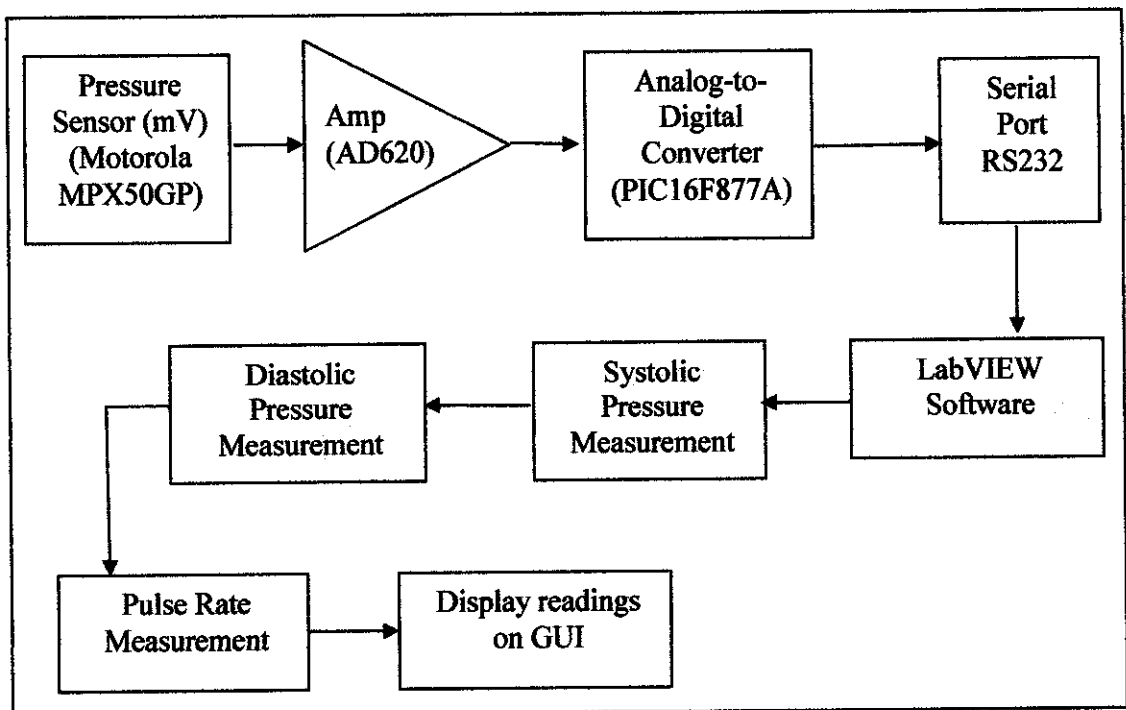 Pressure
Sensor (mV)
(Motorola
MPX50GP)
Amp
(AD620)
Analog-to-
Digital
Converter
(PIC16F877A)
Serial
Port
RS232
LabVIEW
Software
Systolic
Pressure
Measurement
Diastolic
Pressure
Measurement
Pulse Rate
Measurement
Display readings
on GUI